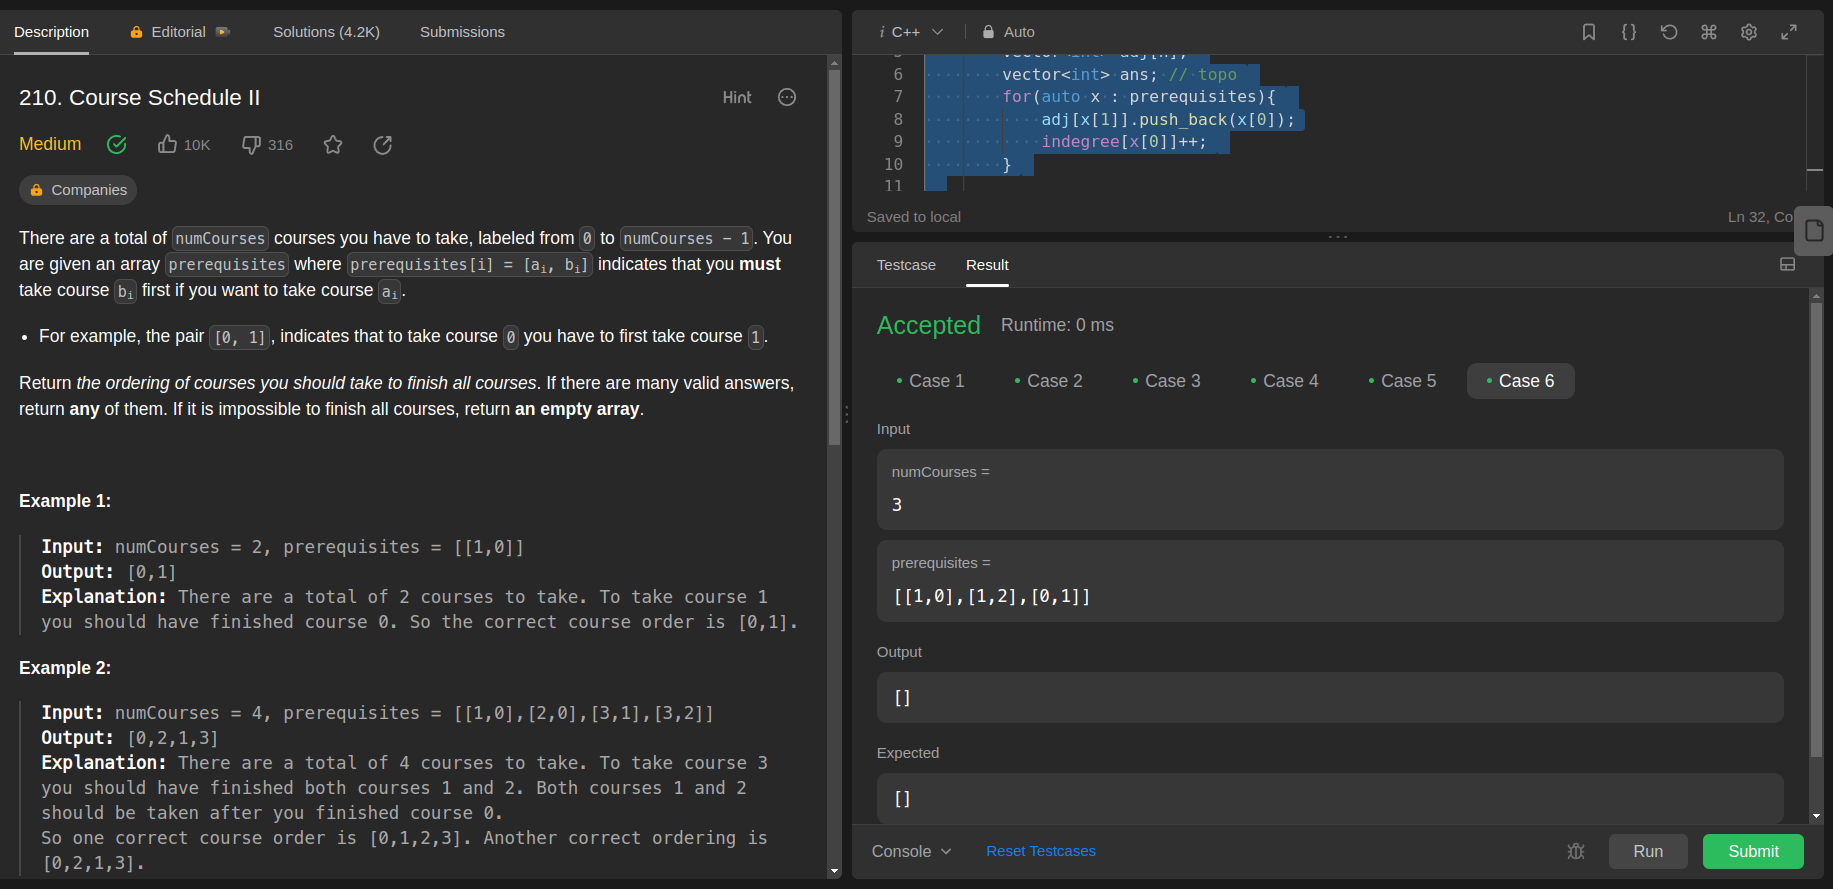 Description
Editorial
Solutions (4.2K)
Submissions
210. Course Schedule II
Hint
Medium
10K
316
Companies
There are a total of numCourses courses you have to take, labeled from 0 to numCourses - 1. You
are given an array prerequisites where prerequisites[i] = [ai, bi] indicates that you must
take course bi first if you want to take course ai.
• For example, the pair [0, 1], indicates that to take course 0 you have to first take course 1.
Return the ordering of courses you should take to finish all courses. If there are many valid answers,
return any of them. If it is impossible to finish all courses, return an empty array.
Example 1:
Input: numCourses = 2, prerequisites = [[1,0]]
Output: [0,1]
Explanation: There are a total of 2 courses to take. To take course 1
you should have finished course 0. So the correct course order is [0,1].
Example 2:
Input: numCourses = 4, prerequisites = [[1,0],[2,0],[3,1],[3,2]]
Output: [0,2,1,3]
Explanation: There are a total of 4 courses to take. To take course 3
you should have finished both courses 1 and 2. Both courses 1 and 2
should be taken after you finished course 0.
So one correct course order is [0,1,2,3]. Another correct ordering is
[0,2,1,3].
i C++
Auto
6 vector<int> ans; // topo
7 for(auto x : prerequisites){
8 adj[x[1]].push_back(x[0]);
9 indegree[x[0]]++;
10 }
11
Saved to local
Ln 32, Co
Testcase
Result
Accepted
Runtime: 0 ms
• Case 1
• Case 2
• Case 3
• Case 4
• Case 5
• Case 6
Input
numCourses =
3
prerequisites =
[[1,0],[1,2],[0,1]]
Output
[]
Expected
[]
Console
Reset Testcases
Run
Submit